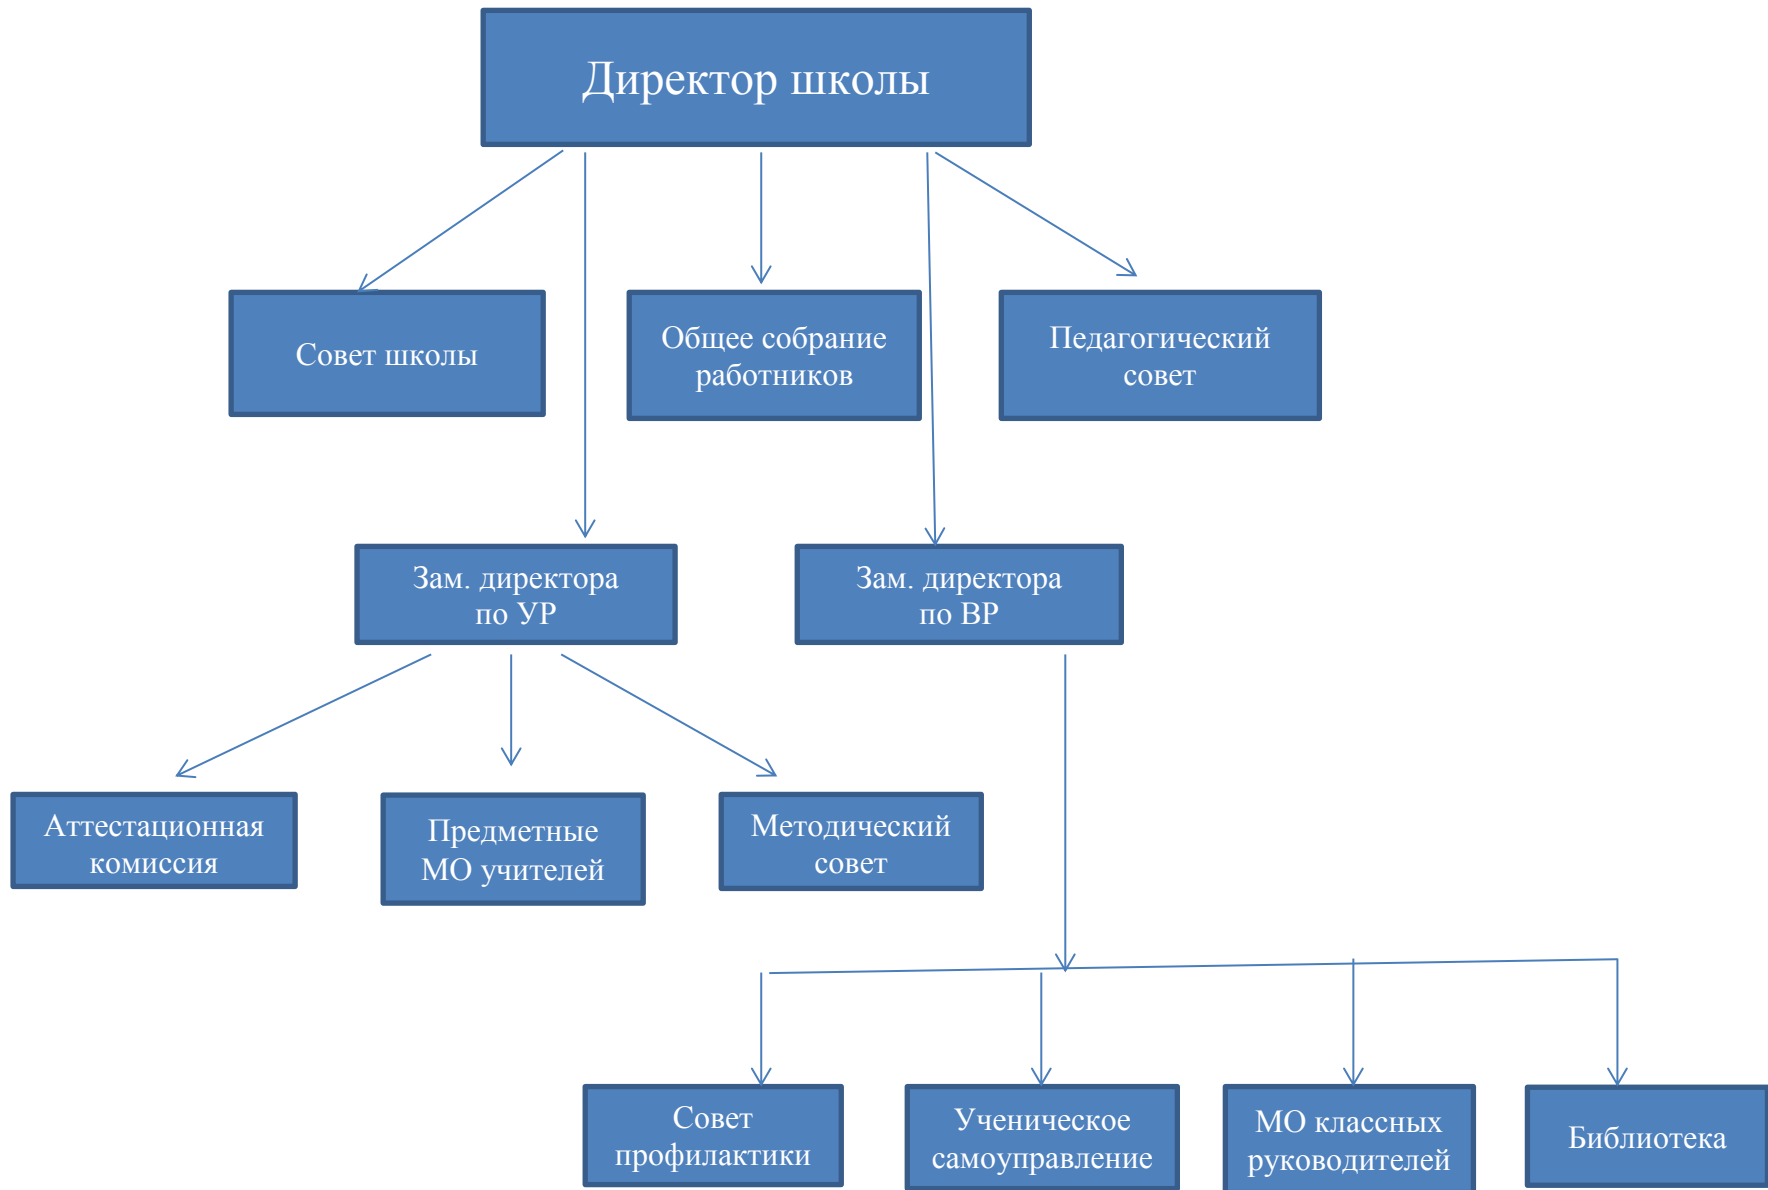 Директор школы
Совет школы
Общее собрание
работников
Педагогический
совет
Зам. директора
по УР
Зам. директора
по ВР
Аттестационная
комиссия
Предметные
МО учителей
Методический
совет
Совет
профилактики
Ученическое
самоуправление
МО классных
руководителей
Библиотека